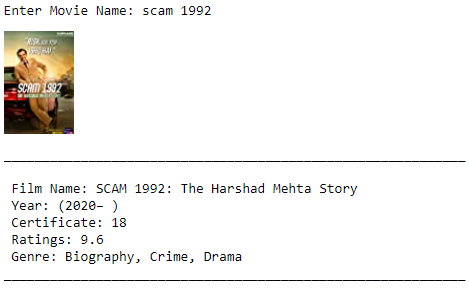 Enter Movie Name: scam 1992
SCAM 1992
Film Name: SCAM 1992: The Harshad Mehta Story
Year: (2020– )
Certificate: 18
Ratings: 9.6
Genre: Biography, Crime, Drama